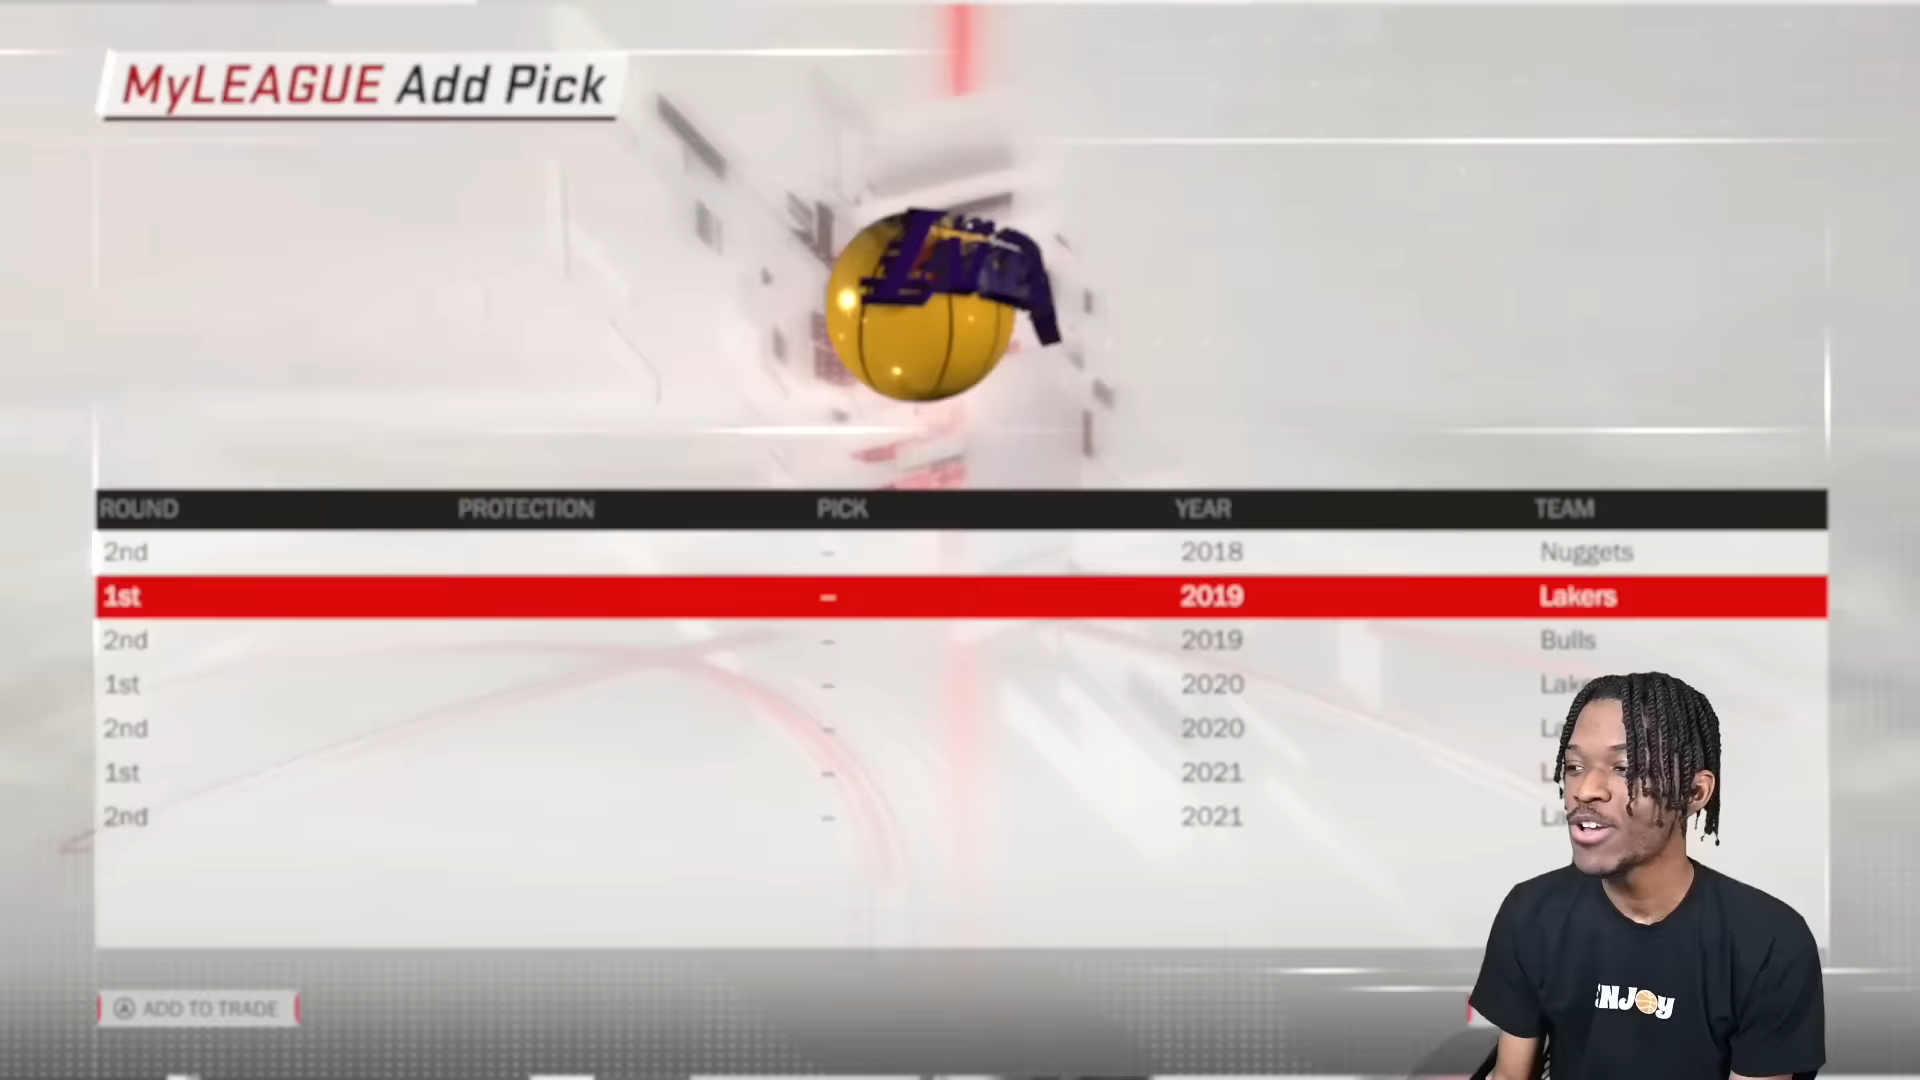 MyLEAGUE Add Pick
ROUND PROTECTION PICK YEAR TEAM
2nd -- 2018 Nuggets
1st -- 2019 Lakers
2nd -- 2019 Bulls
1st -- 2020
2nd -- 2020
1st -- 2021
2nd -- 2021
A ADD TO TRADE
ENJOY